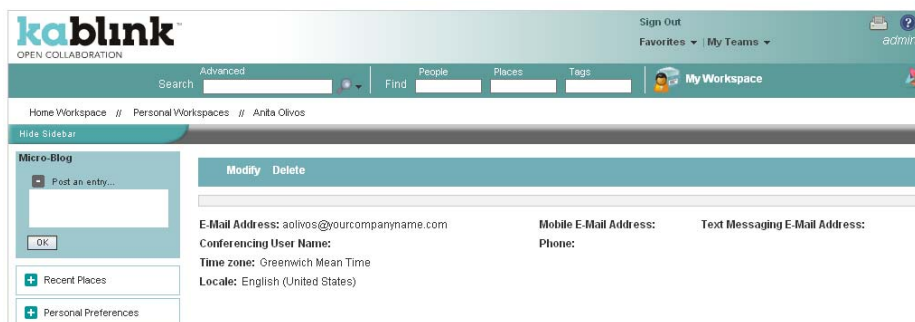 kablink
OPEN COLLABORATION
Sign Out
Favorites | My Teams
admin
Search
Advanced
Find
People
Places
Tags
My Workspace
Home Workspace // Personal Workspaces // Anita Olivos
Hide Sidebar
Micro-Blog
Post an entry...
OK
Recent Places
Personal Preferences
Modify Delete
E-Mail Address: aolivos@yourcompanyname.com
Mobile E-Mail Address:
Text Messaging E-Mail Address:
Conferencing User Name:
Phone:
Time zone: Greenwich Mean Time
Locale: English (United States)